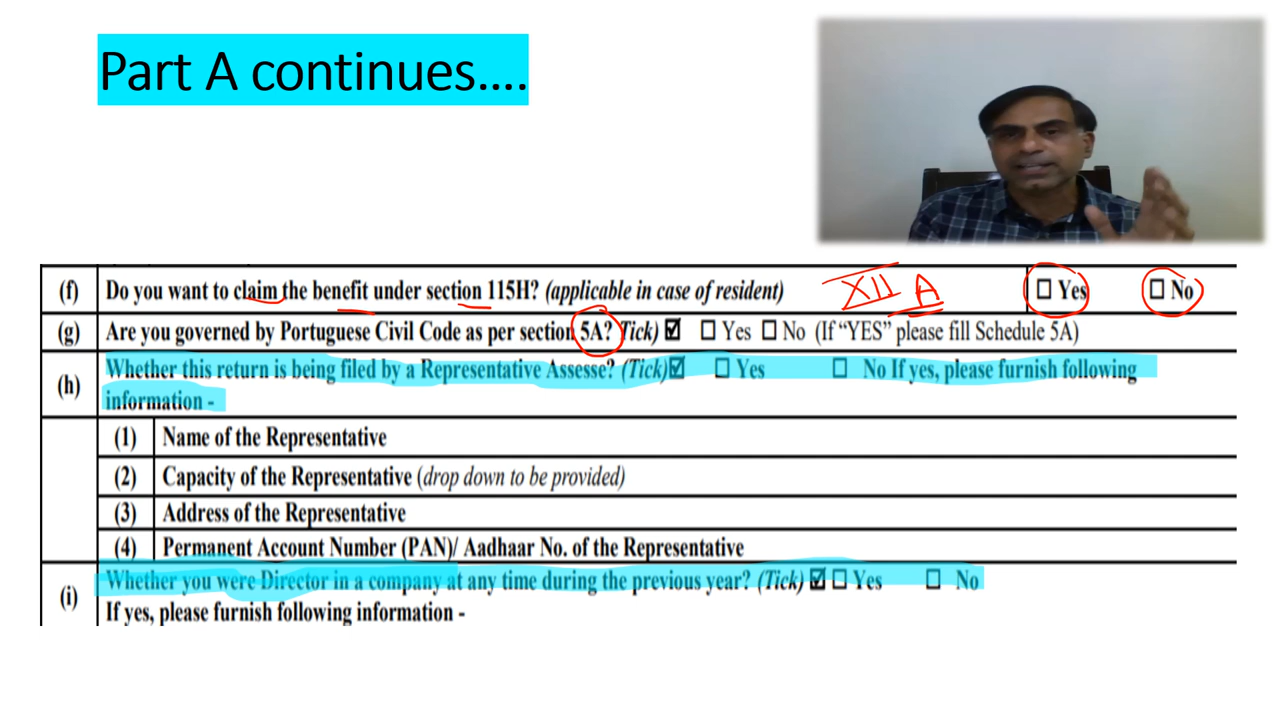 Part A continues....
(f) Do you want to claim the benefit under section 115H? (applicable in case of resident) XII A ☐ Yes ☐ No
(g) Are you governed by Portuguese Civil Code as per section 5A? Tick) ☑ ☐ Yes ☐ No (If “YES” please fill Schedule 5A)
(h) Whether this return is being filed by a Representative Assesse? (Tick) ☑ ☐ Yes ☐ No If yes, please furnish following
information -
(1) Name of the Representative
(2) Capacity of the Representative (drop down to be provided)
(3) Address of the Representative
(4) Permanent Account Number (PAN)/ Aadhaar No. of the Representative
(i) Whether you were Director in a company at any time during the previous year? (Tick) ☑ ☐ Yes ☐ No
If yes, please furnish following information -